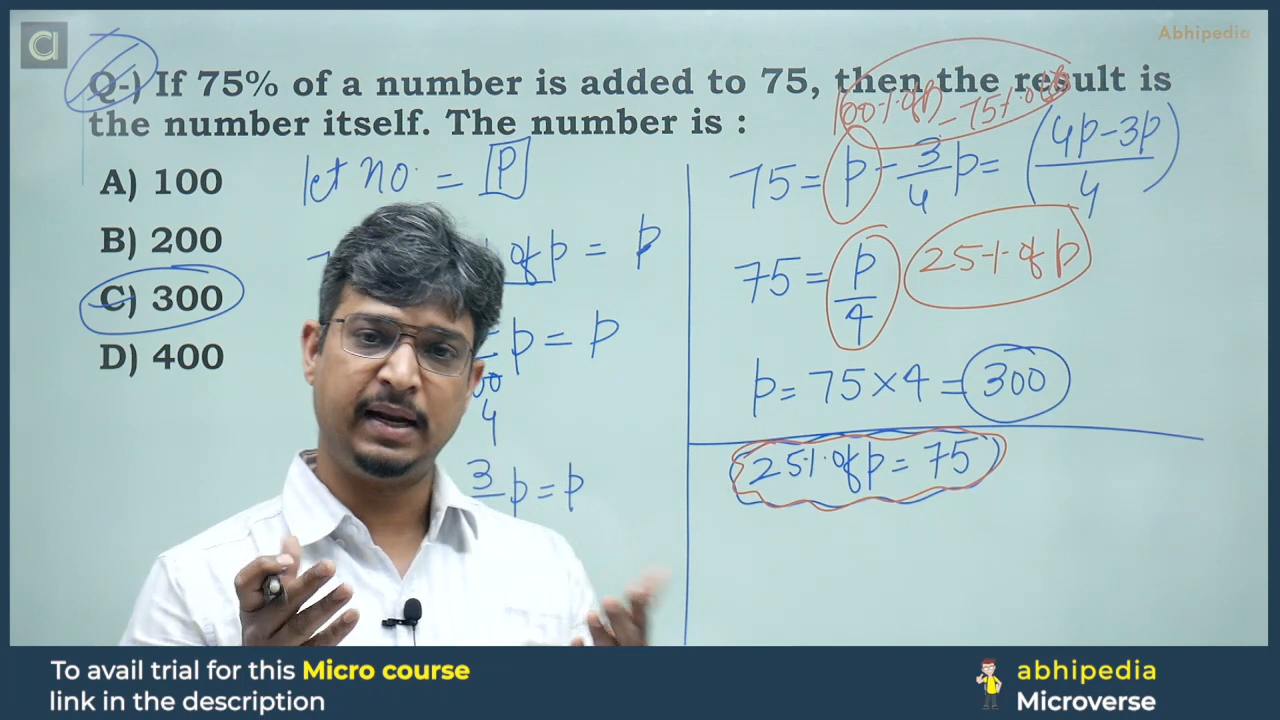 Abhipedia
Q-) If 75% of a number is added to 75, then the result is
the number itself. The number is :
A) 100
B) 200
C) 300
D) 400
let no. = p
of p = p
p = p
4
3 p = p
100% of p - 75% of p
75 = p - 3/4 p = (4p-3p/4)
75 = p/4 25% of p
p = 75 × 4 = 300
25% of p = 75
To avail trial for this Micro course
link in the description
abhipedia
Microverse